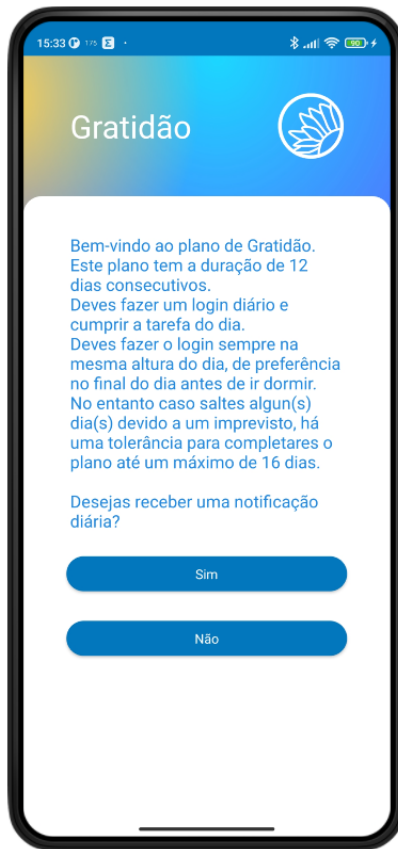 15:33 175 Σ 90
Gratidão
Bem-vindo ao plano de Gratidão.
Este plano tem a duração de 12
dias consecutivos.
Deves fazer um login diário e
cumprir a tarefa do dia.
Deves fazer o login sempre na
mesma altura do dia, de preferência
no final do dia antes de ir dormir.
No entanto caso saltes algun(s)
dia(s) devido a um imprevisto, há
uma tolerância para completares o
plano até um máximo de 16 dias.
Desejas receber uma notificação
diária?
Sim
Não